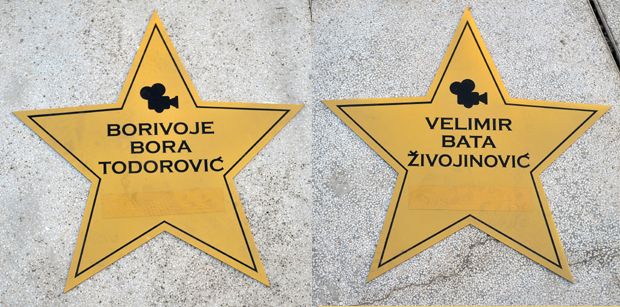 BORIVOJE
BORA
TODOROVIĆ
VELIMIR
BATA
ŽIVOJINOVIĆ